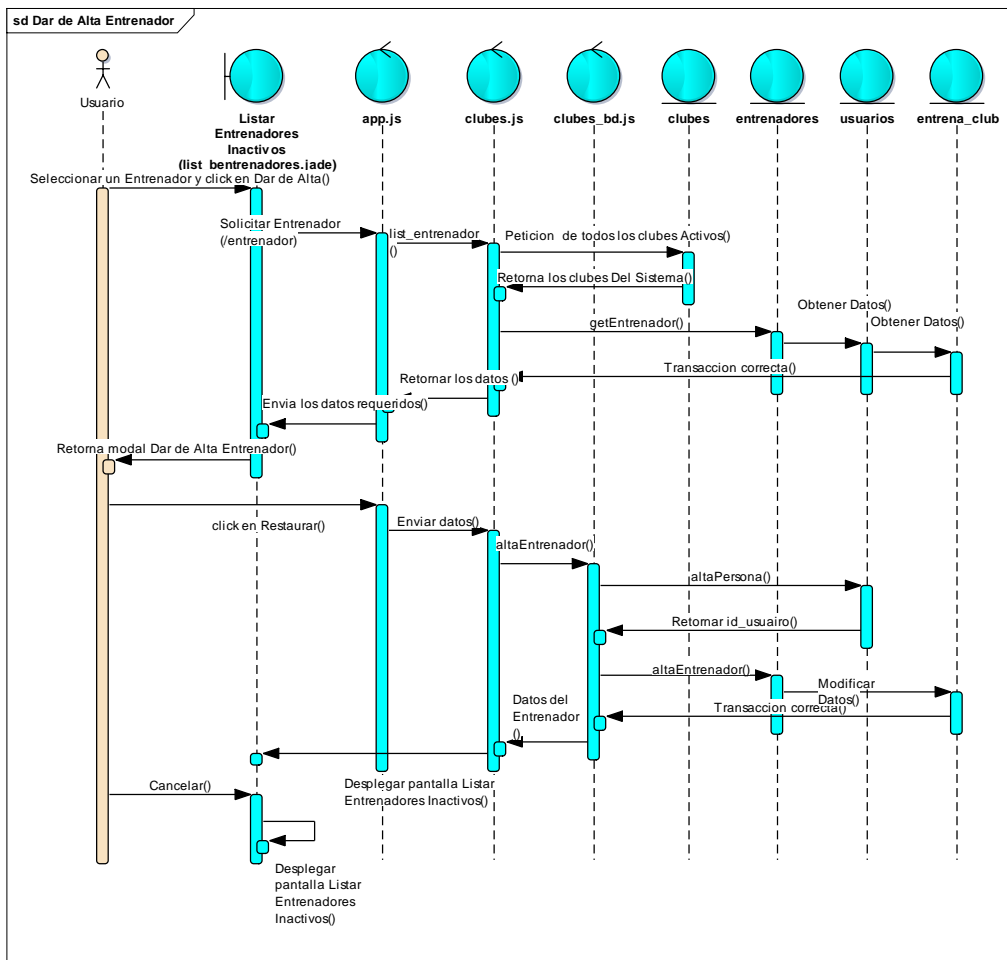 sd Dar de Alta Entrenador
Usuario
Listar
Entrenadores
Inactivos
(list_bentrenadores.jade)
app.js
clubes.js
clubes_bd.js
clubes
entrenadores
usuarios
entrena_club
Seleccionar un Entrenador y click en Dar de Alta()
Solicitar Entrenador
(/entrenador)
list_entrenador
()
Peticion de todos los clubes Activos()
Retorna los clubes Del Sistema()
getEntrenador()
Obtener Datos()
Obtener Datos()
Transaccion correcta()
Retornar los datos ()
Envia los datos requeridos()
Retorna modal Dar de Alta Entrenador()
click en Restaurar()
Enviar datos()
altaEntrenador()
altaPersona()
Retornar id_usuairo()
altaEntrenador()
Modificar
Datos()
Transaccion correcta()
Datos del
Entrenador
()
Desplegar pantalla Listar
Entrenadores Inactivos()
Cancelar()
Desplegar
pantalla Listar
Entrenadores
Inactivos()